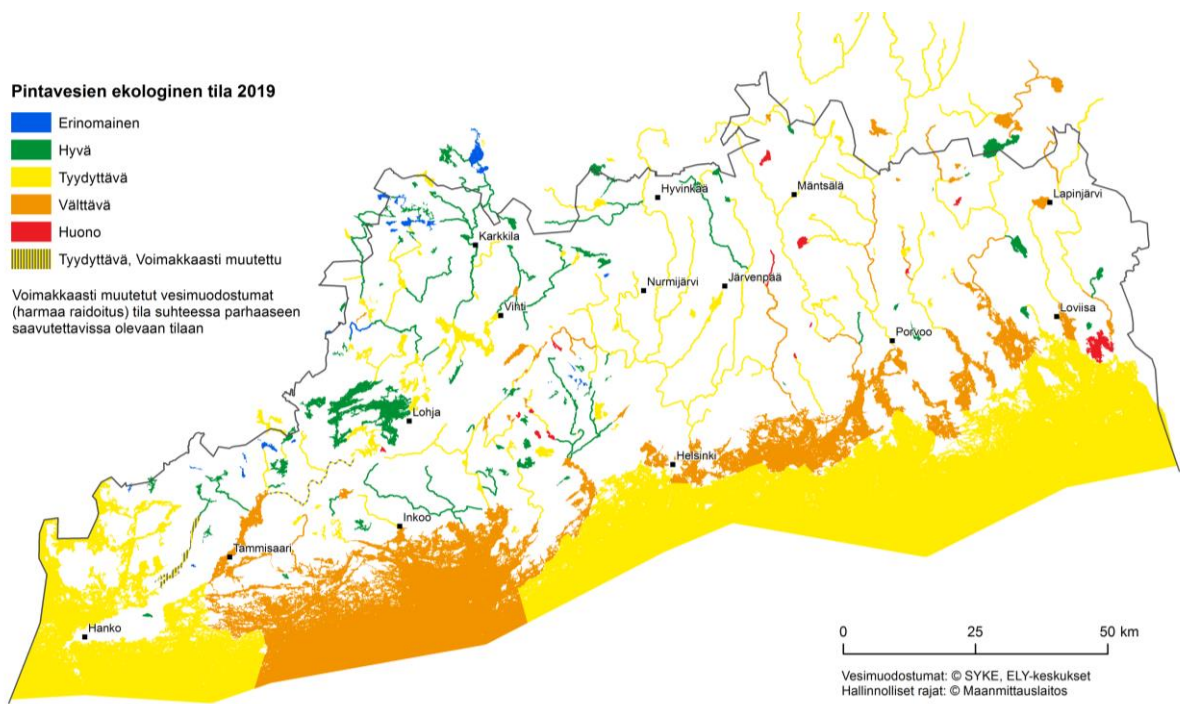 Pintavesien ekologinen tila 2019
Erinomainen
Hyvä
Tyydyttävä
Välttävä
Huono
Tyydyttävä, Voimakkaasti muutettu
Voimakkaasti muutetut vesimuodostumat
(harmaa raidoitus) tila suhteessa parhaaseen
saavutettavissa olevaan tilaan
Hyvinkää
Mäntsälä
Lapinjärvi
Karkkila
Nurmijärvi
Järvenpää
Vihti
Loviisa
Porvoo
Lohja
Helsinki
Inkoo
Tammisaari
Hanko
0 25 50 km
Vesimuodostumat: © SYKE, ELY-keskukset
Hallinnolliset rajat: © Maanmittauslaitos